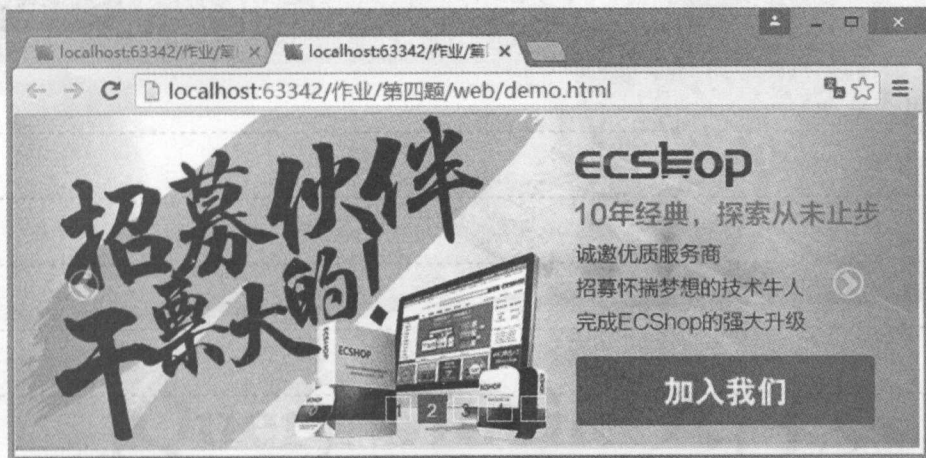 localhost:63342/作业/第
localhost:63342/作业/第
localhost:63342/作业/第四题/web/demo.html
招募伙伴
干票大的!
ecshop
10年经典，探索从未止步
诚邀优质服务商
招募怀揣梦想的技术牛人
完成ECShop的强大升级
加入我们
ECSHOP
1 2 3 4